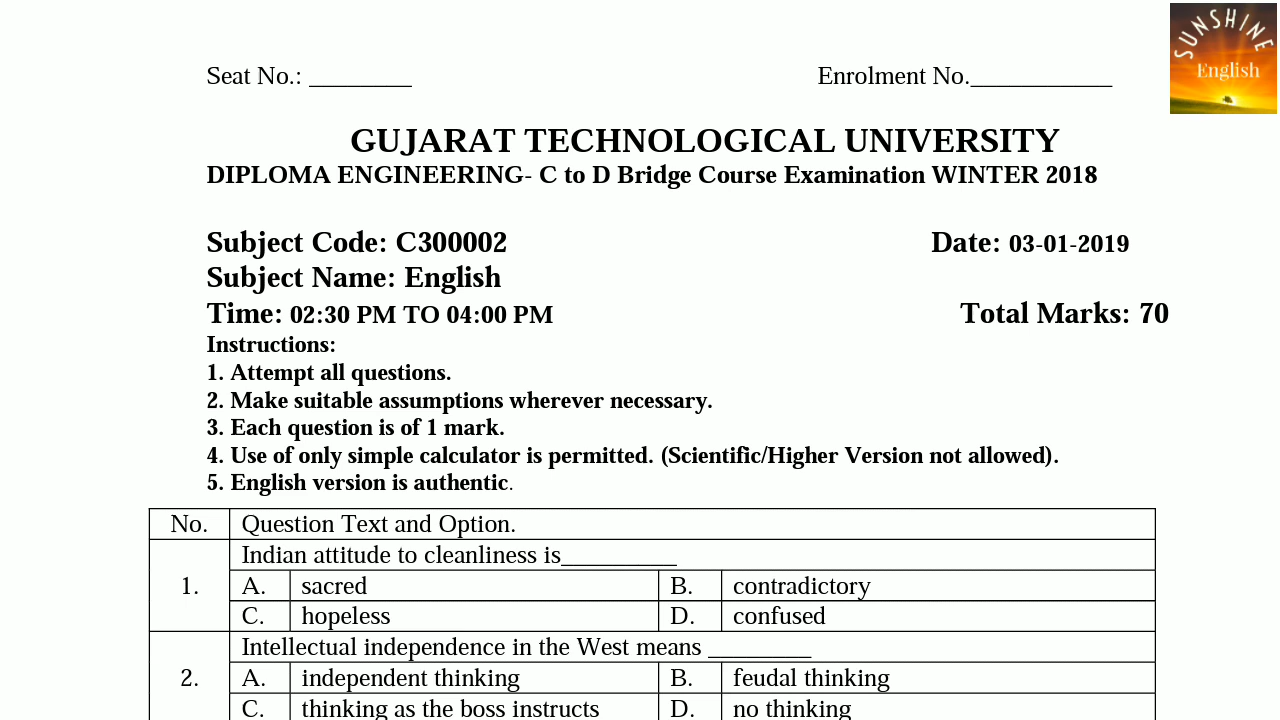 SUNSHINE
English
Seat No.: ________ Enrolment No.___________
GUJARAT TECHNOLOGICAL UNIVERSITY
DIPLOMA ENGINEERING- C to D Bridge Course Examination WINTER 2018
Subject Code: C300002 Date: 03-01-2019
Subject Name: English
Time: 02:30 PM TO 04:00 PM Total Marks: 70
Instructions:
1. Attempt all questions.
2. Make suitable assumptions wherever necessary.
3. Each question is of 1 mark.
4. Use of only simple calculator is permitted. (Scientific/Higher Version not allowed).
5. English version is authentic.
No. Question Text and Option.
1. Indian attitude to cleanliness is_________
A. sacred B. contradictory
C. hopeless D. confused
2. Intellectual independence in the West means ________
A. independent thinking B. feudal thinking
C. thinking as the boss instructs D. no thinking